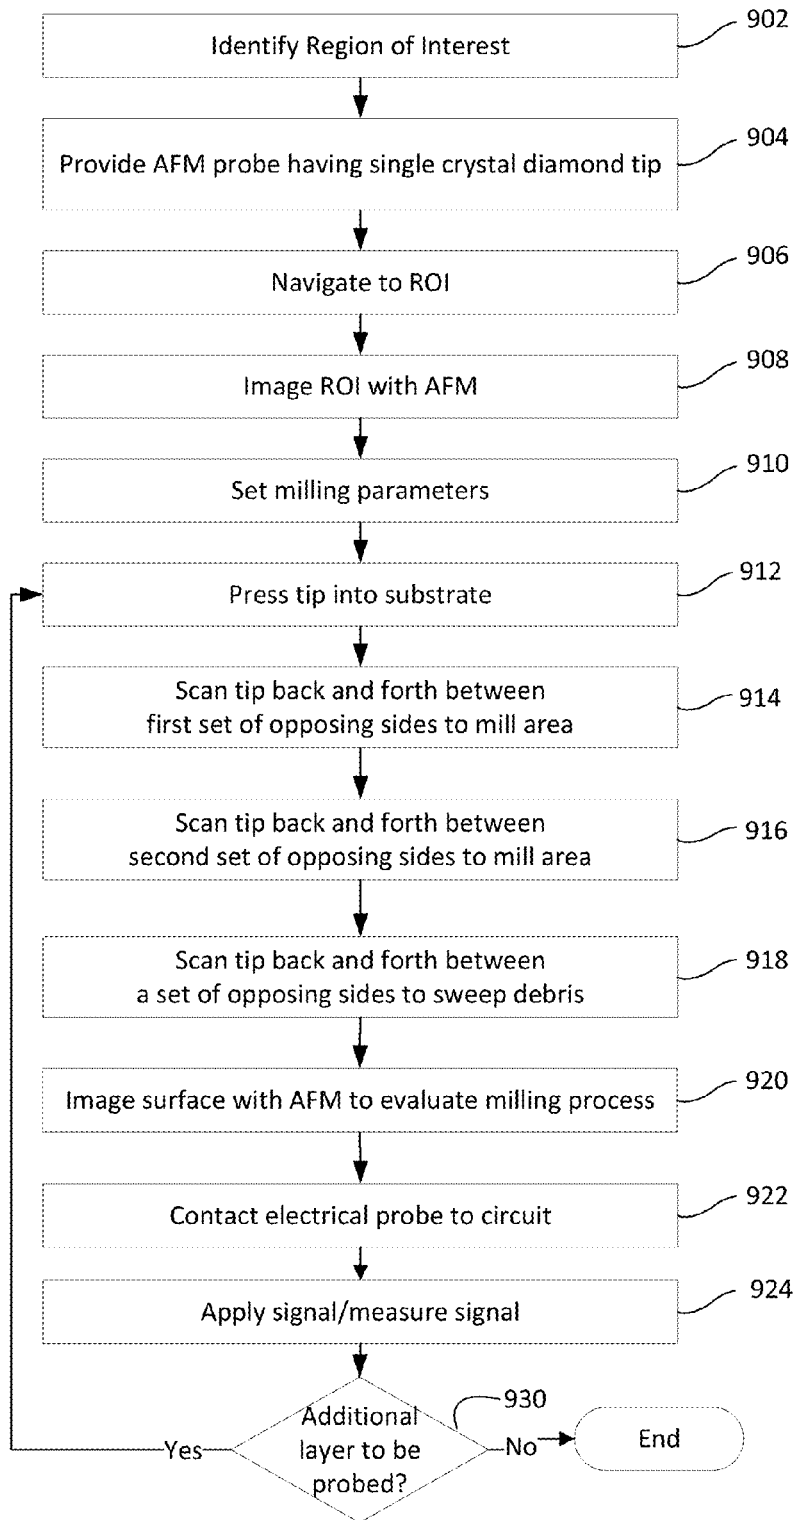 Identify Region of Interest
902
Provide AFM probe having single crystal diamond tip
904
Navigate to ROI
906
Image ROI with AFM
908
Set milling parameters
910
Press tip into substrate
912
Scan tip back and forth between
first set of opposing sides to mill area
914
Scan tip back and forth between
second set of opposing sides to mill area
916
Scan tip back and forth between
a set of opposing sides to sweep debris
918
Image surface with AFM to evaluate milling process
920
Contact electrical probe to circuit
922
Apply signal/measure signal
924
Additional
layer to be
probed?
930
Yes
No
End